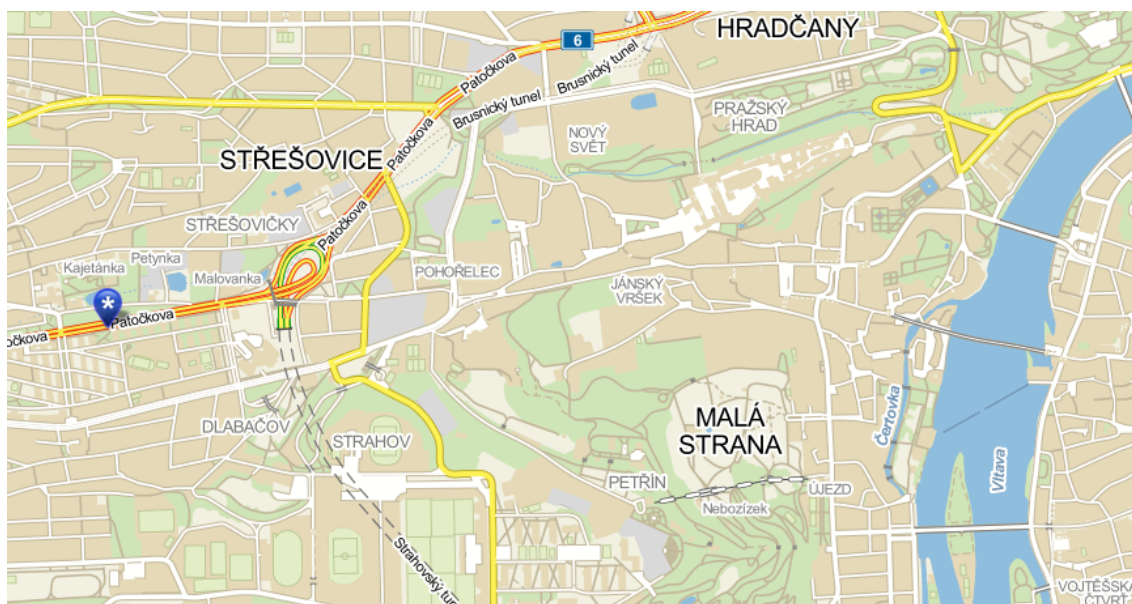 HRADČANY
6
Patočkova
Brusnický tunel
Brusnický tunel
PRAŽSKÝ
HRAD
Patočkova
NOVÝ
SVĚT
STŘEŠOVICE
Patočkova
STŘEŠOVIČKY
Patočkova
Petynka
Kajetánka
Malovanka
POHOŘELEC
JÁNSKÝ
VRŠEK
*
Patočkova
očkova
DLABAČOV
STRAHOV
MALÁ
STRANA
Čertovka
Vltava
PETŘÍN
ÚJEZD
Nebozízek
Strahovský tun
VOJTĚŠSKÁ
ČTVRŤ